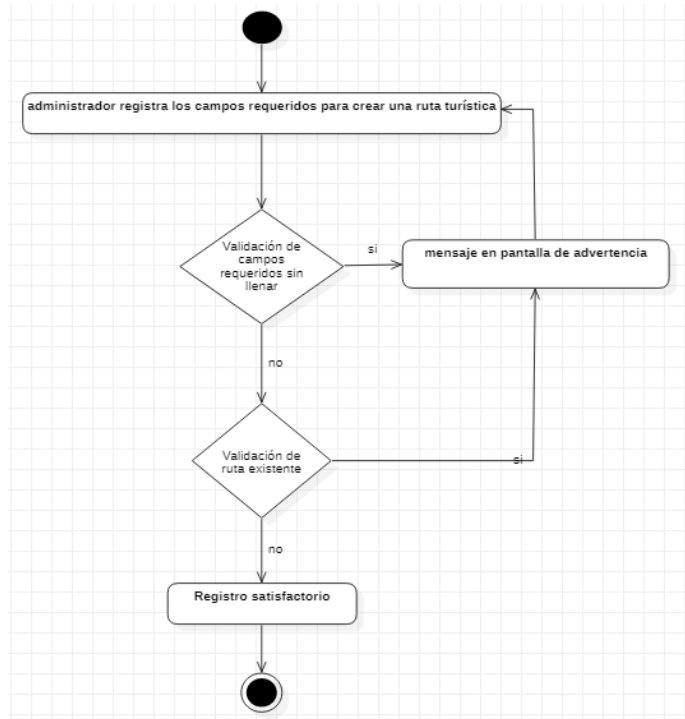 administrador registra los campos requeridos para crear una ruta turística
Validación de
campos
requeridos sin
llenar
si
mensaje en pantalla de advertencia
no
Validación de
ruta existente
si
no
Registro satisfactorio